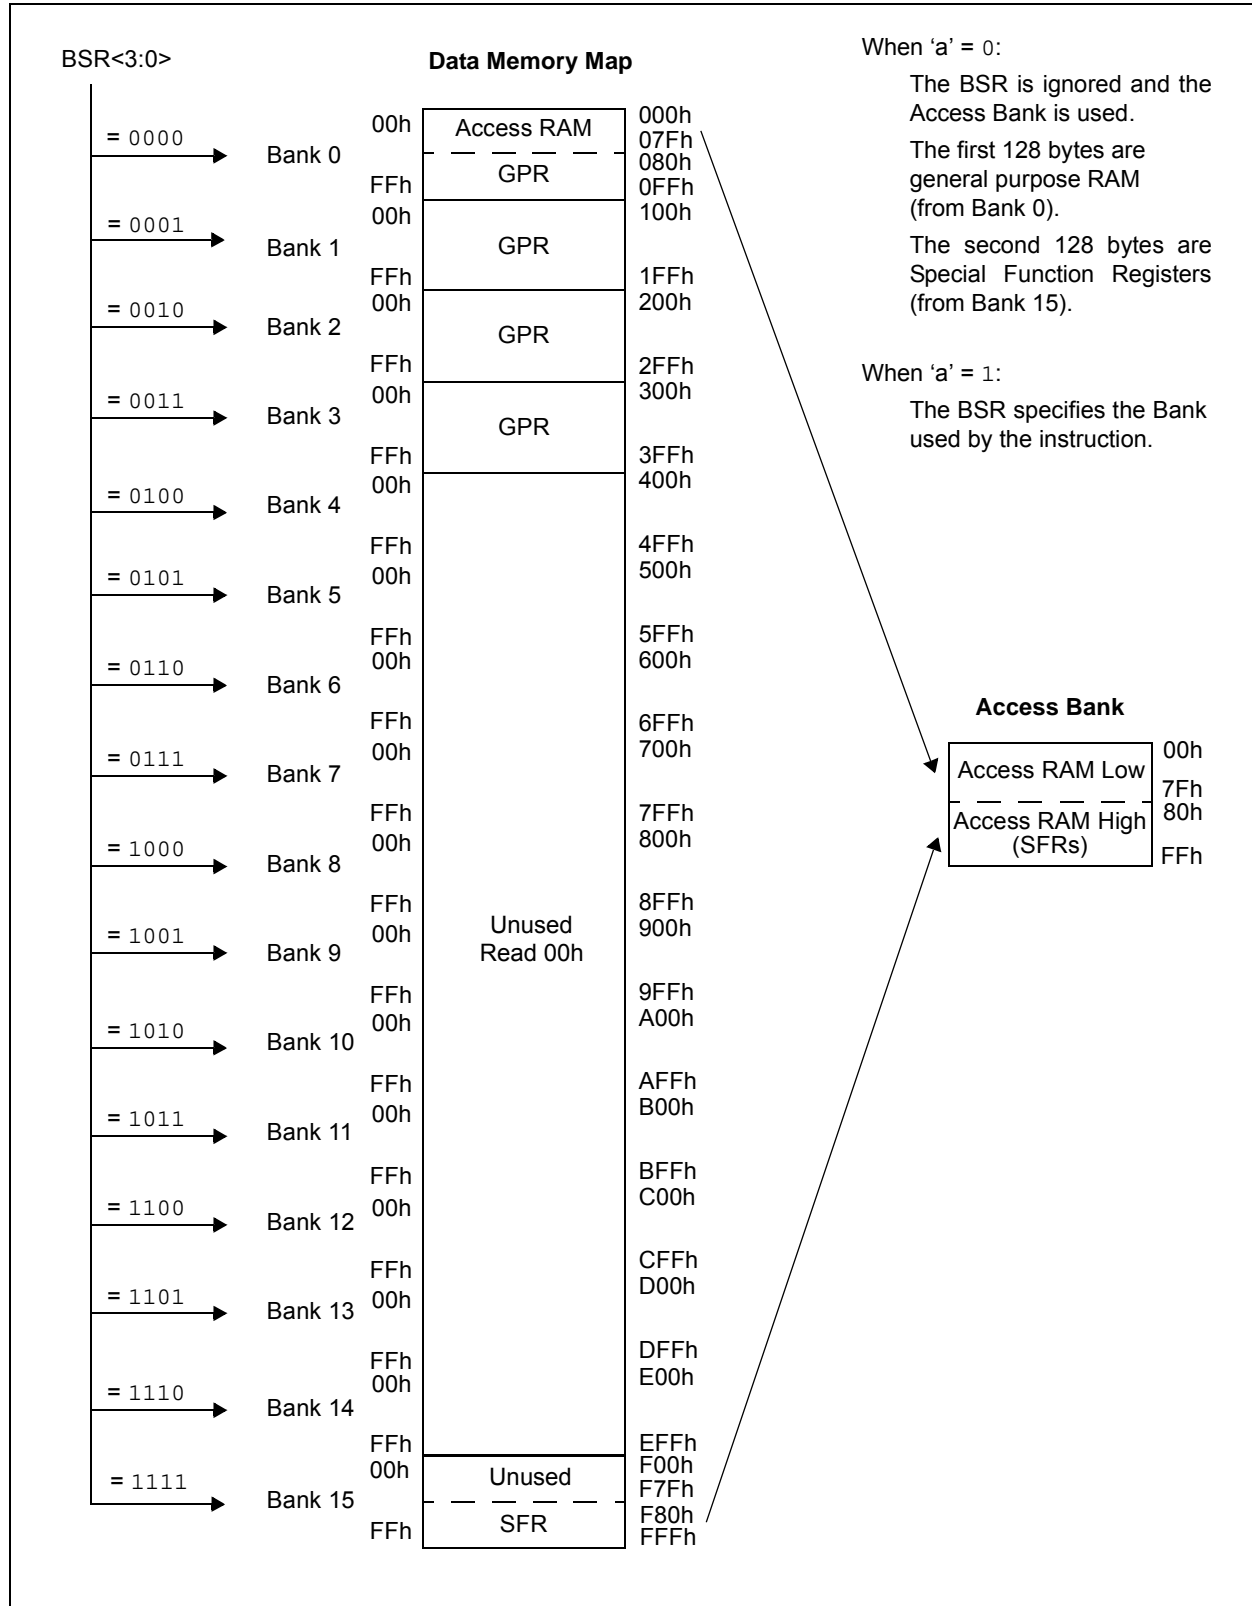 BSR<3:0>
Data Memory Map
= 0000
Bank 0
00h
FFh
Access RAM
GPR
000h
07Fh
080h
0FFh
= 0001
Bank 1
00h
FFh
GPR
100h
1FFh
= 0010
Bank 2
00h
FFh
GPR
200h
2FFh
= 0011
Bank 3
00h
FFh
GPR
300h
3FFh
= 0100
Bank 4
00h
FFh
400h
4FFh
= 0101
Bank 5
00h
FFh
500h
5FFh
= 0110
Bank 6
00h
FFh
600h
6FFh
= 0111
Bank 7
00h
FFh
700h
7FFh
= 1000
Bank 8
00h
FFh
800h
8FFh
= 1001
Bank 9
00h
FFh
Unused
Read 00h
900h
9FFh
= 1010
Bank 10
00h
FFh
A00h
AFFh
= 1011
Bank 11
00h
FFh
B00h
BFFh
= 1100
Bank 12
00h
FFh
C00h
CFFh
= 1101
Bank 13
00h
FFh
D00h
DFFh
= 1110
Bank 14
00h
FFh
E00h
EFFh
= 1111
Bank 15
00h
FFh
Unused
SFR
F00h
F7Fh
F80h
FFFh
When ‘a’ = 0:
The BSR is ignored and the
Access Bank is used.
The first 128 bytes are
general purpose RAM
(from Bank 0).
The second 128 bytes are
Special Function Registers
(from Bank 15).
When ‘a’ = 1:
The BSR specifies the Bank
used by the instruction.
Access Bank
Access RAM Low
Access RAM High
(SFRs)
00h
7Fh
80h
FFh